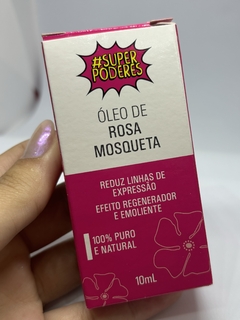 #SUPER
PODERES
ÓLEO DE
ROSA
MOSQUETA
REDUZ LINHAS DE
EXPRESSÃO
EFEITO REGENERADOR
E EMOLIENTE
100% PURO
E NATURAL
10mL